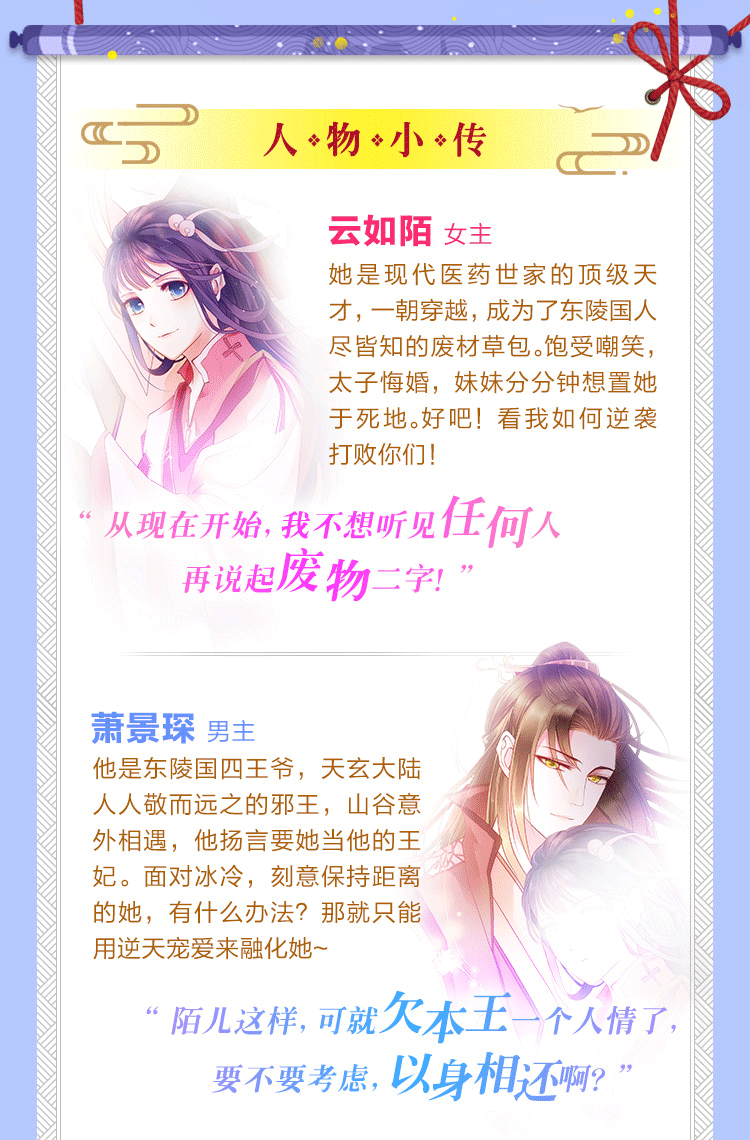 人·物·小·传
云如陌 女主
她是现代医药世家的顶级天
才，一朝穿越，成为了东陵国人
尽皆知的废材草包。饱受嘲笑，
太子悔婚，妹妹分分钟想置她
于死地。好吧！看我如何逆袭
打败你们！
“从现在开始，我不想听见任何人
再说起废物二字！”
萧景琛 男主
他是东陵国四王爷，天玄大陆
人人敬而远之的邪王，山谷意
外相遇，他扬言要她当他的王
妃。面对冰冷，刻意保持距离
的她，有什么办法？那就只能
用逆天宠爱来融化她~
“陌儿这样，可就欠本王一个人情了，
要不要考虑，以身相还啊？”